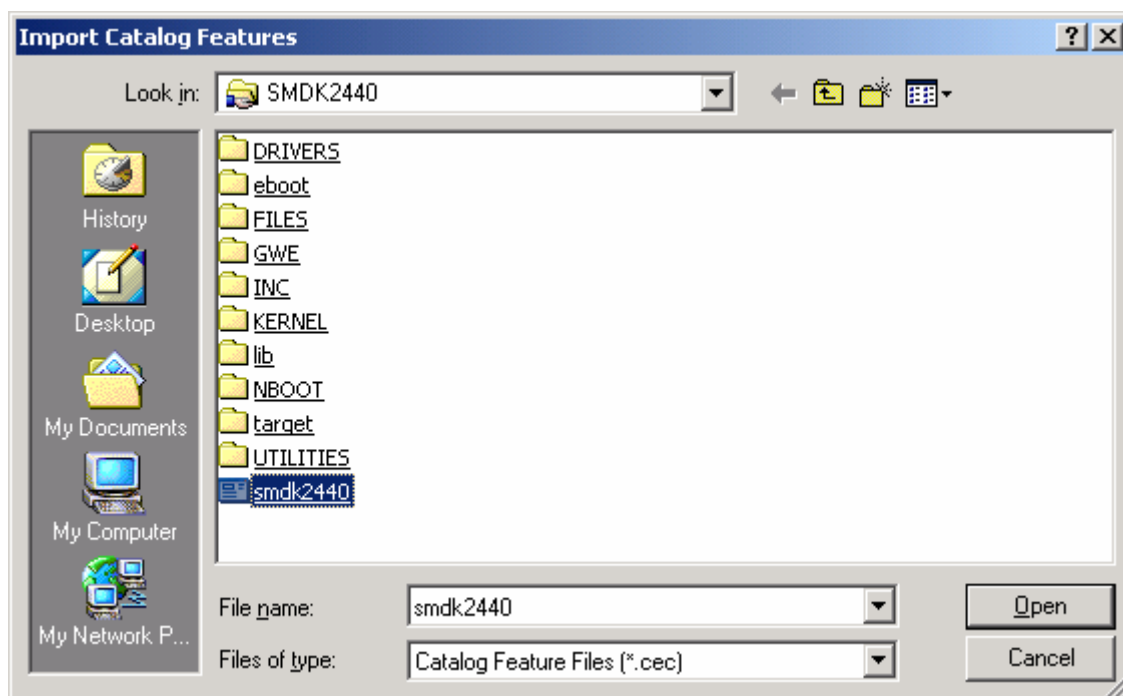 Import Catalog Features
Look in: SMDK2440
History
Desktop
My Documents
My Computer
My Network P...
DRIVERS
eboot
FILES
GWE
INC
KERNEL
lib
NBOOT
target
UTILITIES
smdk2440
File name: smdk2440 Open
Files of type: Catalog Feature Files (*.cec) Cancel